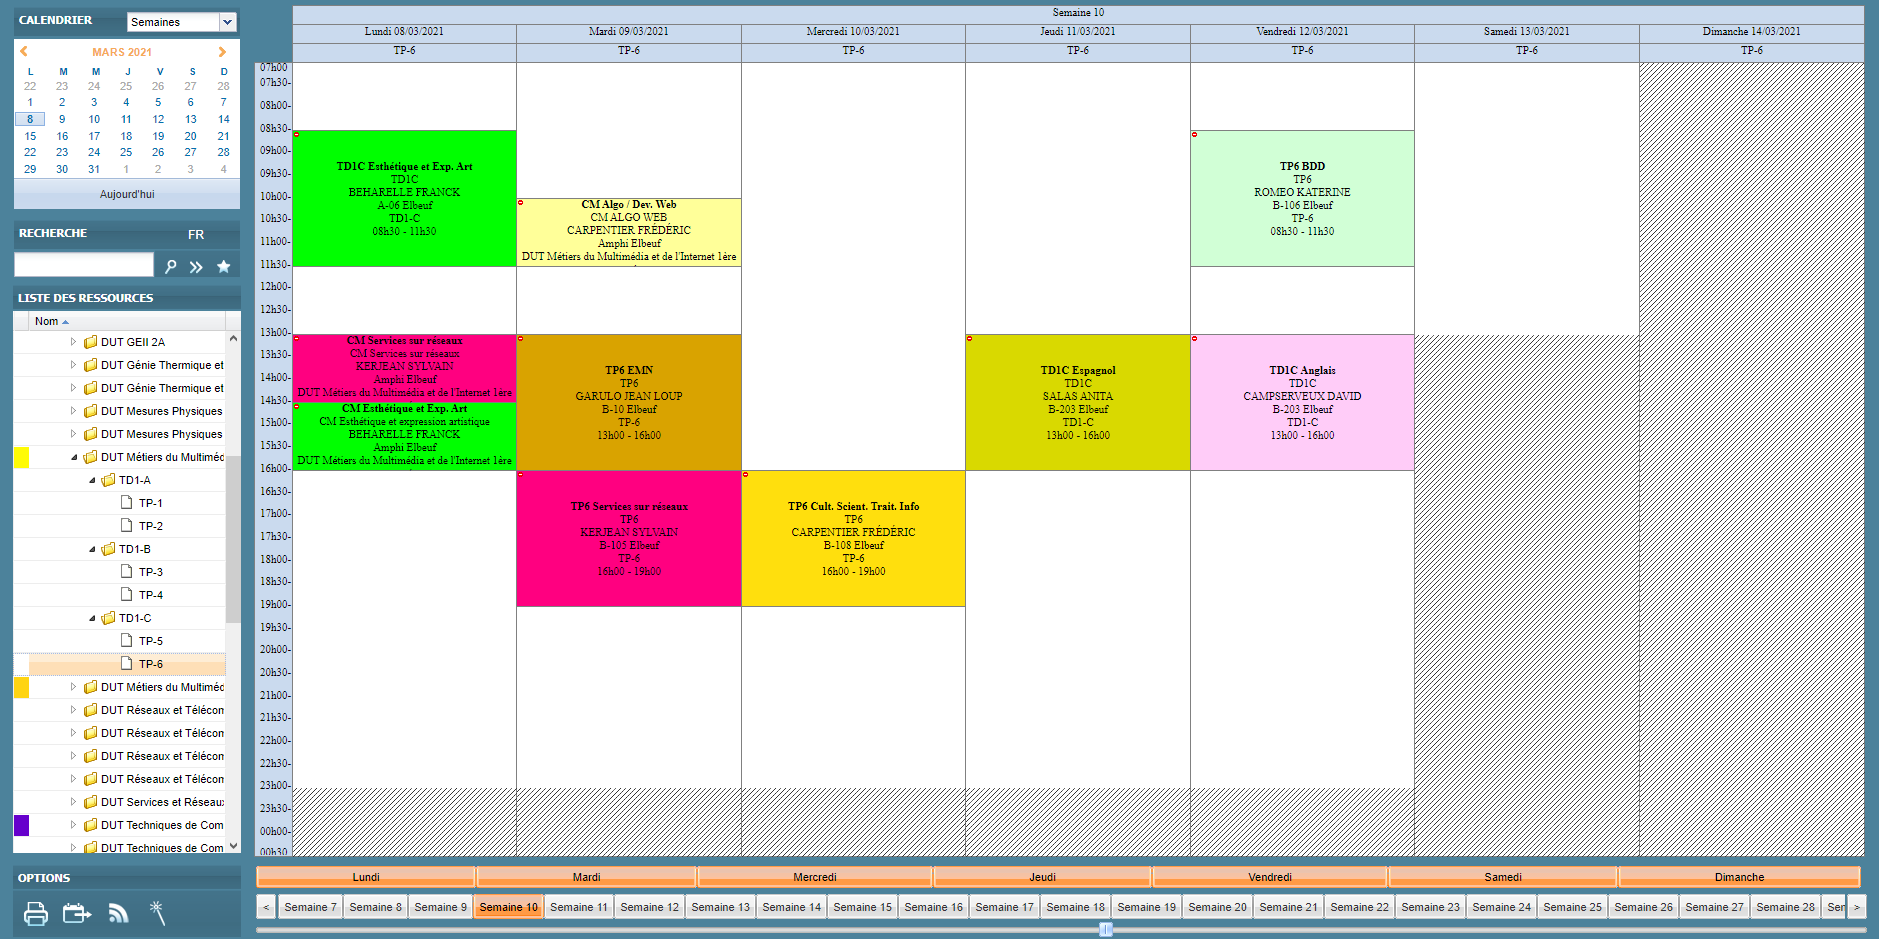 CALENDRIER
Semaines
MARS 2021
L M M J V S D
22 23 24 25 26 27 28
1 2 3 4 5 6 7
8 9 10 11 12 13 14
15 16 17 18 19 20 21
22 23 24 25 26 27 28
29 30 31 1 2 3 4
Aujourd'hui
RECHERCHE FR
LISTE DES RESSOURCES
Nom
DUT GEII 2A
DUT Génie Thermique et
DUT Génie Thermique et
DUT Mesures Physiques
DUT Mesures Physiques
DUT Métiers du Multiméd
TD1-A
TP-1
TP-2
TD1-B
TP-3
TP-4
TD1-C
TP-5
TP-6
DUT Métiers du Multiméd
DUT Réseaux et Télécom
DUT Réseaux et Télécom
DUT Réseaux et Télécom
DUT Réseaux et Télécom
DUT Services et Réseaux
DUT Techniques de Com
DUT Techniques de Com
OPTIONS
Semaine 10
Lundi 08/03/2021 Mardi 09/03/2021 Mercredi 10/03/2021 Jeudi 11/03/2021 Vendredi 12/03/2021 Samedi 13/03/2021 Dimanche 14/03/2021
TP-6 TP-6 TP-6 TP-6 TP-6 TP-6 TP-6
07h00
07h30-
08h00-
08h30-
09h00-
09h30-
10h00-
10h30-
11h00-
11h30-
12h00-
12h30-
13h00-
13h30-
14h00-
14h30-
15h00-
15h30-
16h00-
16h30-
17h00-
17h30-
18h00-
18h30-
19h00-
19h30-
20h00-
20h30-
21h00-
21h30-
22h00-
22h30-
23h00-
23h30-
00h00-
00h30
TD1C Esthétique et Exp. Art
TD1C
BEHARELLE FRANCK
A-06 Elbeuf
TD1-C
08h30 - 11h30
CM Services sur réseaux
CM Services sur réseaux
KERJEAN SYLVAIN
Amphi Elbeuf
DUT Métiers du Multimédia et de l'Internet 1ère
CM Esthétique et Exp. Art
CM Esthétique et expression artistique
BEHARELLE FRANCK
Amphi Elbeuf
DUT Métiers du Multimédia et de l'Internet 1ère
CM Algo / Dev. Web
CM ALGO WEB
CARPENTIER FRÉDÉRIC
Amphi Elbeuf
DUT Métiers du Multimédia et de l'Internet 1ère
TP6 EMN
TP6
GARULO JEAN LOUP
B-10 Elbeuf
TP-6
13h00 - 16h00
TP6 Services sur réseaux
TP6
KERJEAN SYLVAIN
B-105 Elbeuf
TP-6
16h00 - 19h00
TP6 Cult. Scient. Trait. Info
TP6
CARPENTIER FRÉDÉRIC
B-108 Elbeuf
TP-6
16h00 - 19h00
TD1C Espagnol
TD1C
SALAS ANITA
B-203 Elbeuf
TD1-C
13h00 - 16h00
TP6 BDD
TP6
ROMEO KATERINE
B-106 Elbeuf
TP-6
08h30 - 11h30
TD1C Anglais
TD1C
CAMPSERVEUX DAVID
B-203 Elbeuf
TD1-C
13h00 - 16h00
Lundi Mardi Mercredi Jeudi Vendredi Samedi Dimanche
< Semaine 7 Semaine 8 Semaine 9 Semaine 10 Semaine 11 Semaine 12 Semaine 13 Semaine 14 Semaine 15 Semaine 16 Semaine 17 Semaine 18 Semaine 19 Semaine 20 Semaine 21 Semaine 22 Semaine 23 Semaine 24 Semaine 25 Semaine 26 Semaine 27 Semaine 28 Sem >